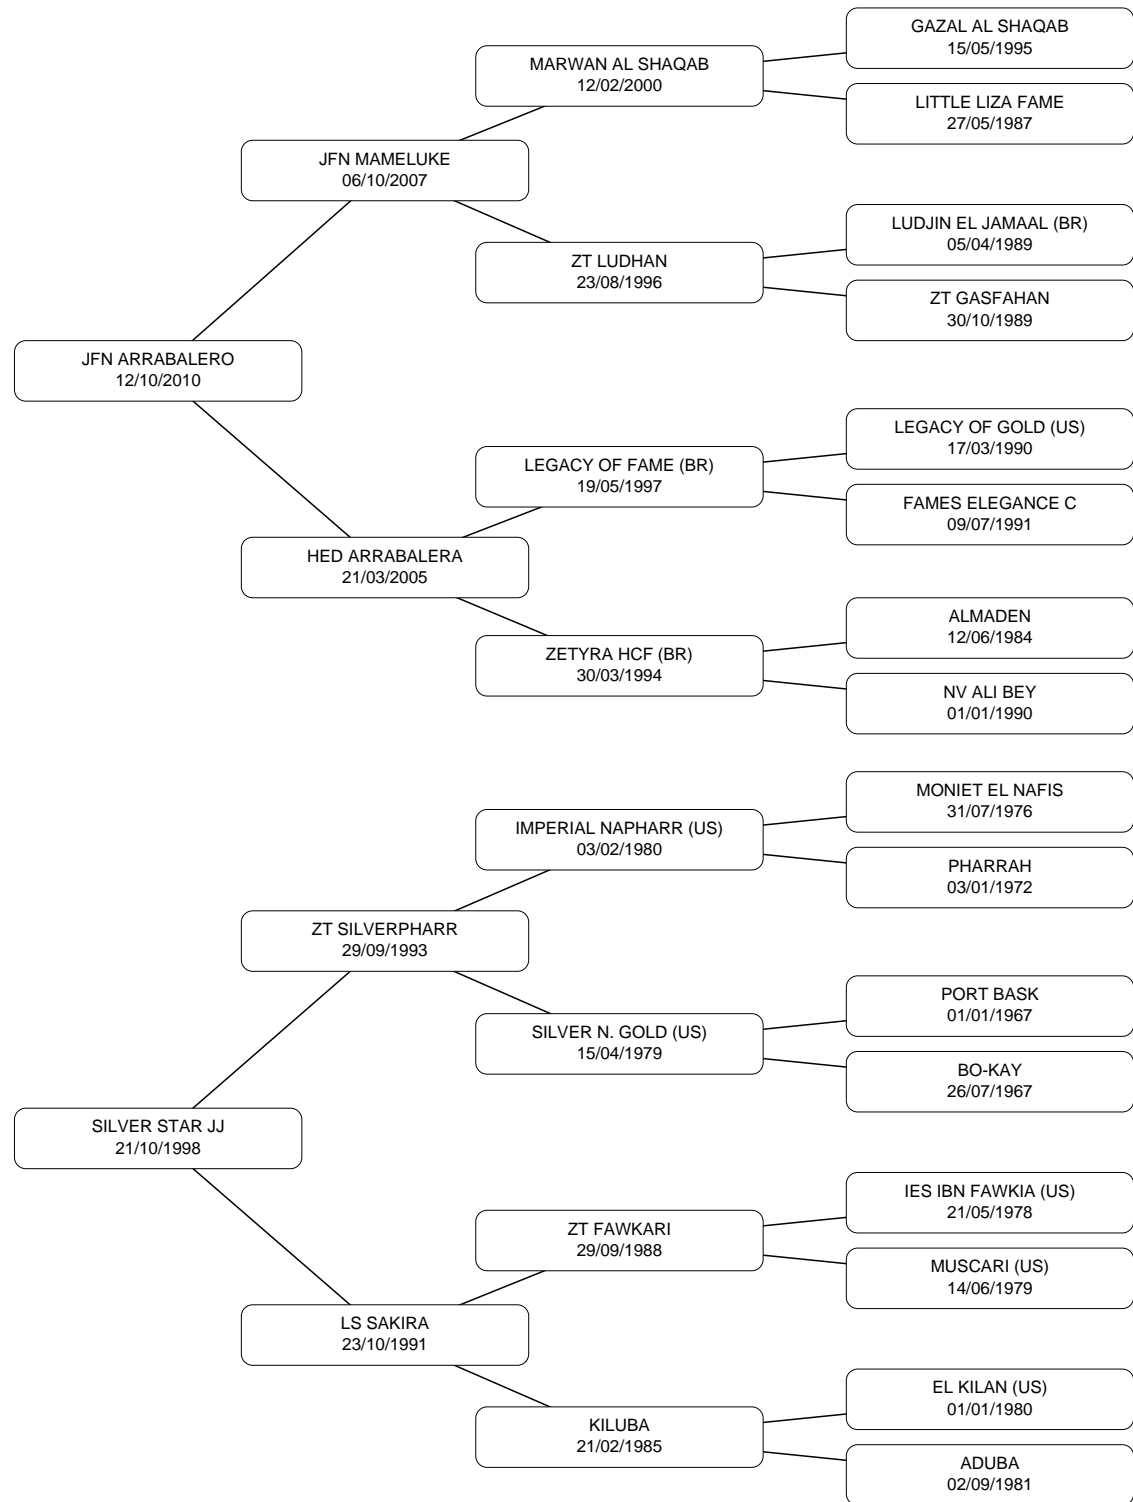 GAZAL AL SHAQAB
15/05/1995
MARWAN AL SHAQAB
12/02/2000
LITTLE LIZA FAME
27/05/1987
JFN MAMELUKE
06/10/2007
LUDJIN EL JAMAAL (BR)
05/04/1989
ZT LUDHAN
23/08/1996
ZT GASFAHAN
30/10/1989
JFN ARRABALERO
12/10/2010
LEGACY OF GOLD (US)
17/03/1990
LEGACY OF FAME (BR)
19/05/1997
FAMES ELEGANCE C
09/07/1991
HED ARRABALERA
21/03/2005
ALMADEN
12/06/1984
ZETYRA HCF (BR)
30/03/1994
NV ALI BEY
01/01/1990
MONIET EL NAFIS
31/07/1976
IMPERIAL NAPHARR (US)
03/02/1980
PHARRAH
03/01/1972
ZT SILVERPHARR
29/09/1993
PORT BASK
01/01/1967
SILVER N. GOLD (US)
15/04/1979
BO-KAY
26/07/1967
SILVER STAR JJ
21/10/1998
IES IBN FAWKIA (US)
21/05/1978
ZT FAWKARI
29/09/1988
MUSCARI (US)
14/06/1979
LS SAKIRA
23/10/1991
EL KILAN (US)
01/01/1980
KILUBA
21/02/1985
ADUBA
02/09/1981